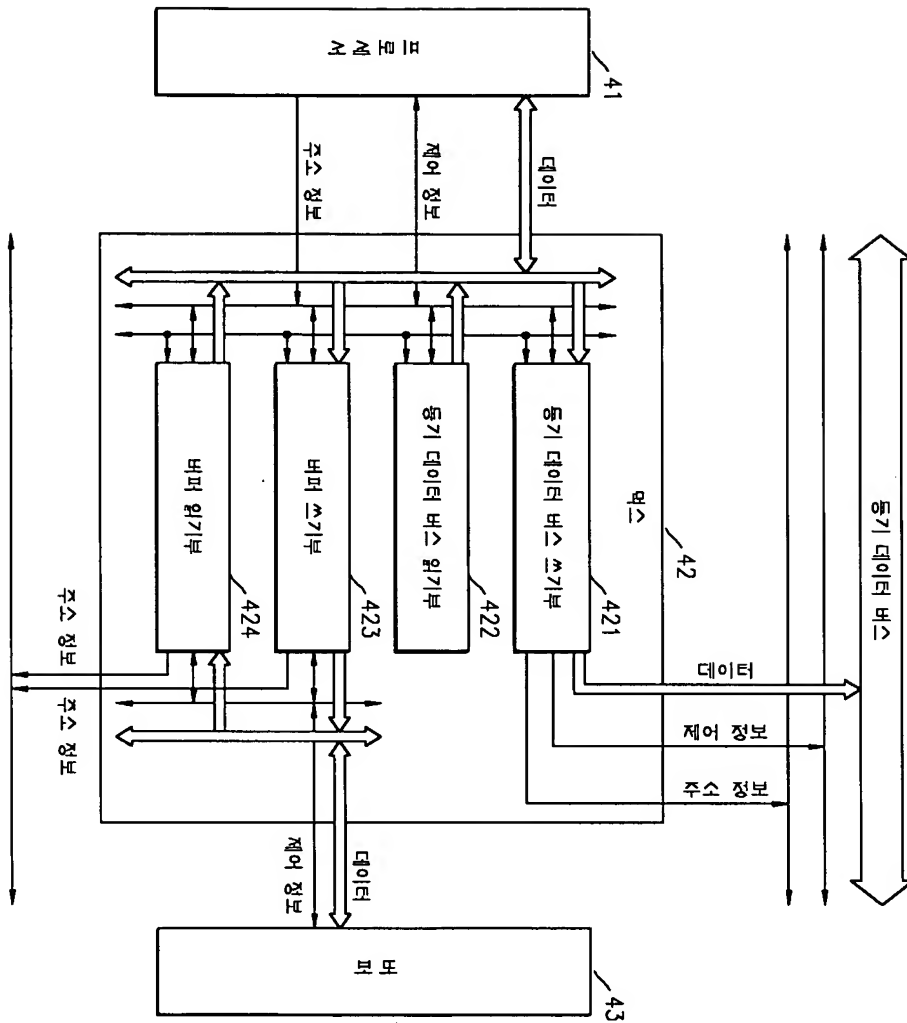 프로세서
41
데이터
제어 정보
주소 정보
동기 데이터 버스
먹스
42
동기 데이터 버스 쓰기부
421
동기 데이터 버스 읽기부
422
버퍼 쓰기부
423
버퍼 읽기부
424
데이터
제어 정보
주소 정보
주소 정보
주소 정보
데이터
제어 정보
피포
43